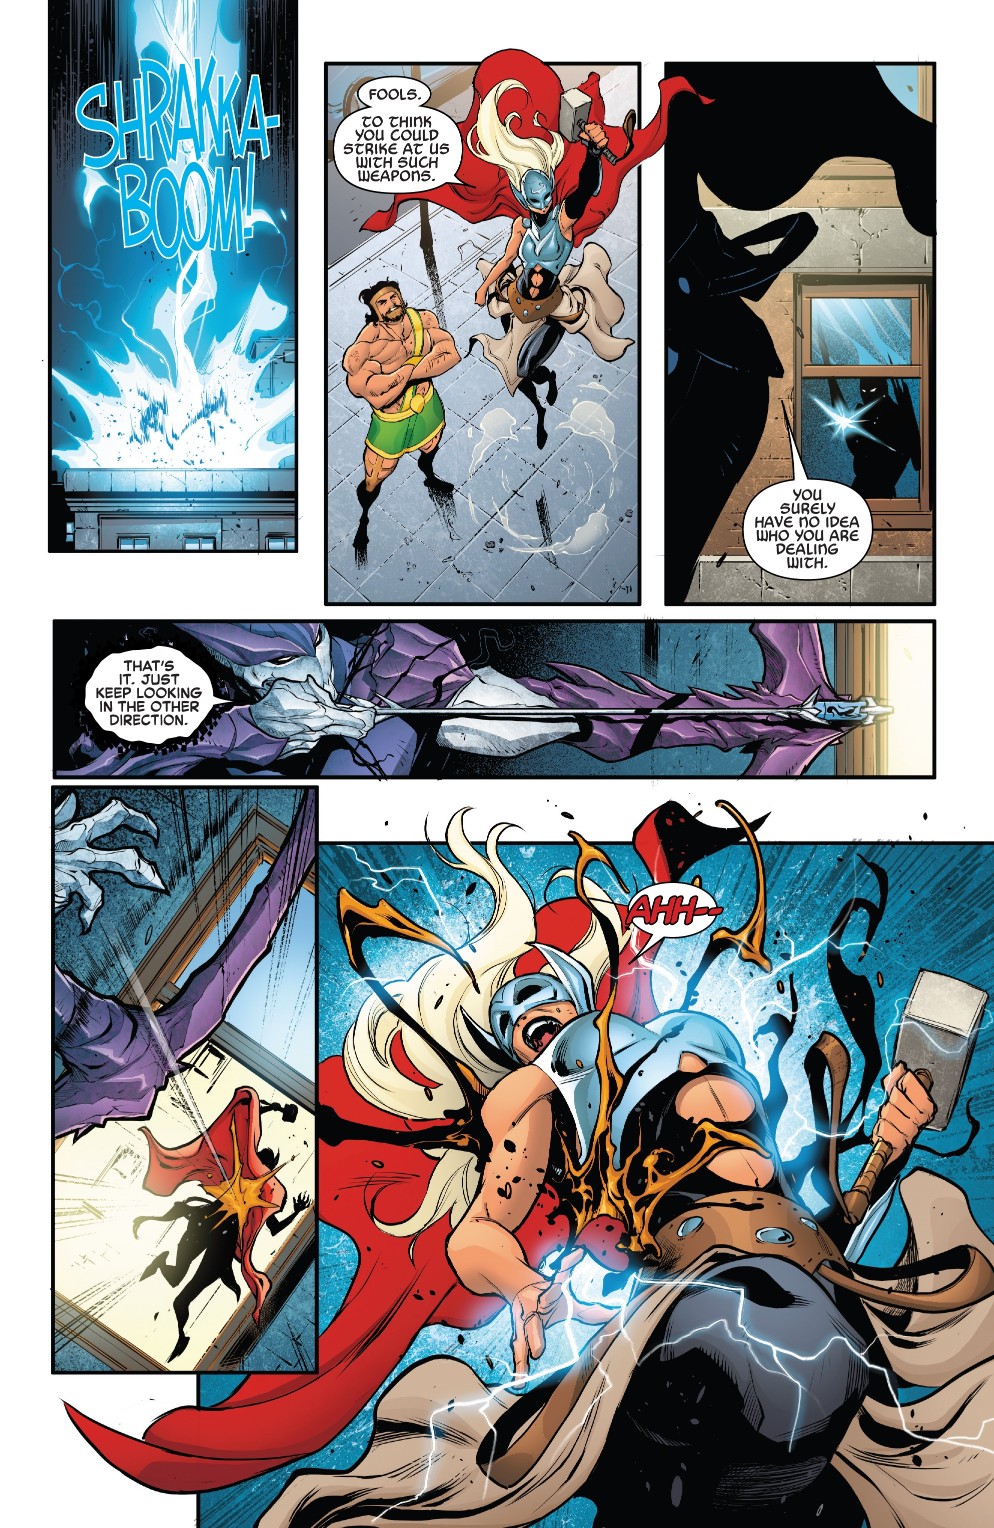 SHRAKKA-
BOOM!
FOOLS.
TO THINK
YOU COULD
STRIKE AT US
WITH SUCH
WEAPONS.
YOU
SURELY
HAVE NO IDEA
WHO YOU ARE
DEALING
WITH.
THAT'S
IT. JUST
KEEP LOOKING
IN THE OTHER
DIRECTION.
AHH--